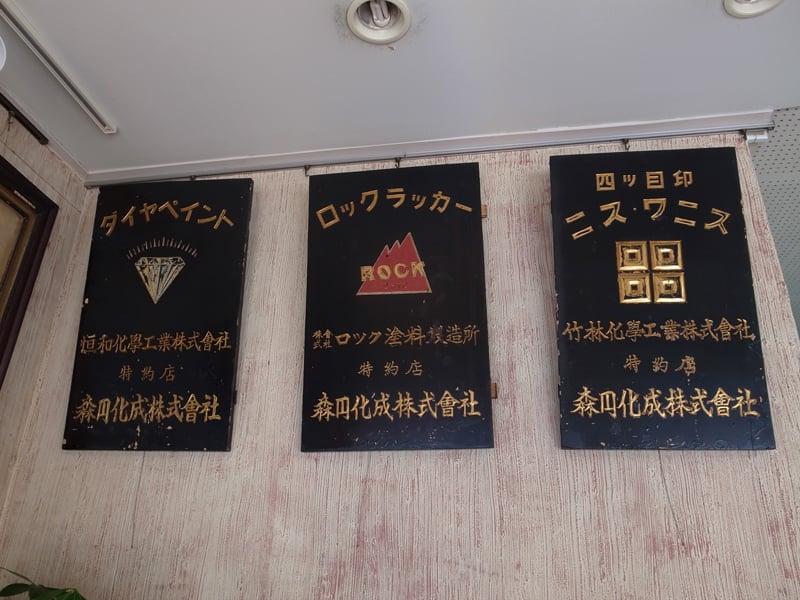 ダイヤペイント
恒和化學工業株式會社
特約店
森田化成株式會社
ロックラッカー
ROCK
株式會社ロック塗料製造所
特約店
森田化成株式會社
四ッ目印
ニス・ワニス
竹林化學工業株式會社
特約店
森田化成株式會社